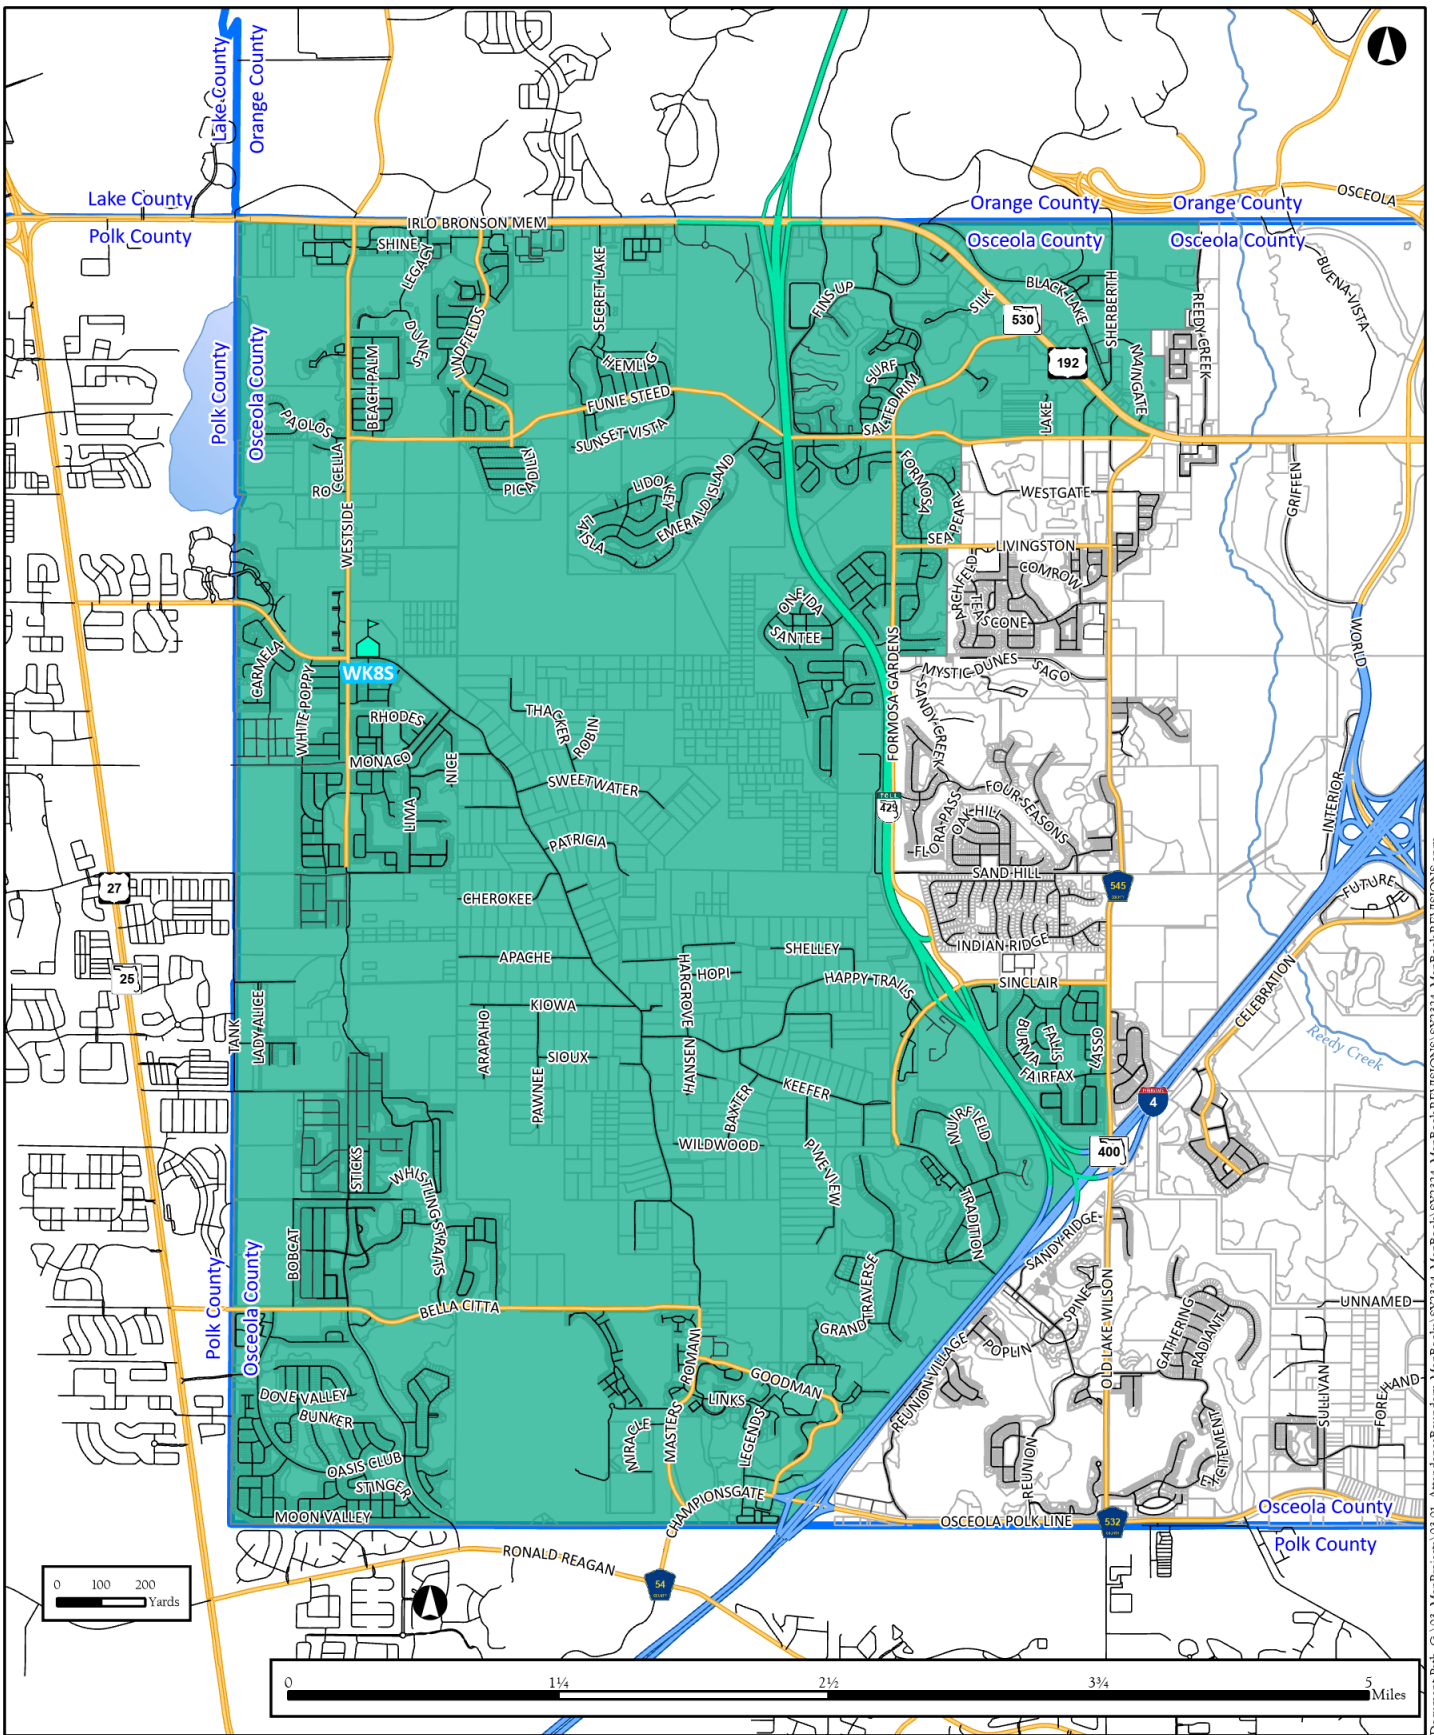 Lake County
Orange County
Lake County
Polk County
Orange County
Osceola County
Orange County
Osceola County
OSCEOLA
IRLO BRONSON MEM
SHINE
LEGACY
SECRET LAKE
DUNES
LINDFIELDS
BEACH PALM
HEMLIG
FUNIE STEED
SUNSET VISTA
PAOLOS
FINS UP
SILK
BLACK LAKE
SHERBERTH
REEDY CREEK
BUENA VISTA
530
192
MAINGATE
SURF
SALTED RIM
LAKE
Polk County
Osceola County
WESTSIDE
LIDO KEY
LA ISLA
EMERALD ISLAND
FORMOSA
SEA PEARL
WESTGATE
GRIFFEN
LIVINGSTON
COMROW
ARCHFELD
TEA
SCONE
ONEIDA
SANTEE
WORLD
CARMELA
WHITE POPPY
WK8S
FORMOSA GARDENS
MYSTIC DUNES
SAGO
SANDY CREEK
RHODES
MONACO
NICE
LIMA
THACKER
ROBIN
SWEETWATER
PATRICIA
TOLL
429
FOUR SEASONS
OAK HILL
FLORA PASS
INTERIOR
SAND HILL
545
27
CHEROKEE
FUTURE
INDIAN RIDGE
SHELLEY
HOPI
HAPPY TRAILS
APACHE
25
SINCLAIR
HARGROVE
HANSEN
CELEBRATION
KIOWA
ARAPAHO
SIOUX
PAWNEE
TANK
LADY ALICE
BURMA
FALLS
LASSO
FAIRFAX
Reedy Creek
KEEFER
BAXTER
4
WILDWOOD
MUIRFIELD
400
STICKS
WHISTLING STRAITS
TRADITION
SANDY RIDGE
BOBCAT
Polk County
Osceola County
BELLA CITTA
GRAND TRAVERSE
SPINE
OLD LAKE WILSON
GATHERING
RADIANT
UNNAMED
POPLIN
REUNION VILLAGE
ROMAN
GOODMAN
LINKS
DOVE VALLEY
BUNKER
MIRACLE
MASTERS
LEGENDS
SULLIVAN
OASIS CLUB
STINGER
REUNION
EXCITEMENT
CHAMPIONSGATE
MOON VALLEY
OSCEOLA POLK LINE
532
Osceola County
Polk County
RONALD REAGAN
54
0 100 200
Yards
0 1¼ 2½ 3¾ 5
Miles